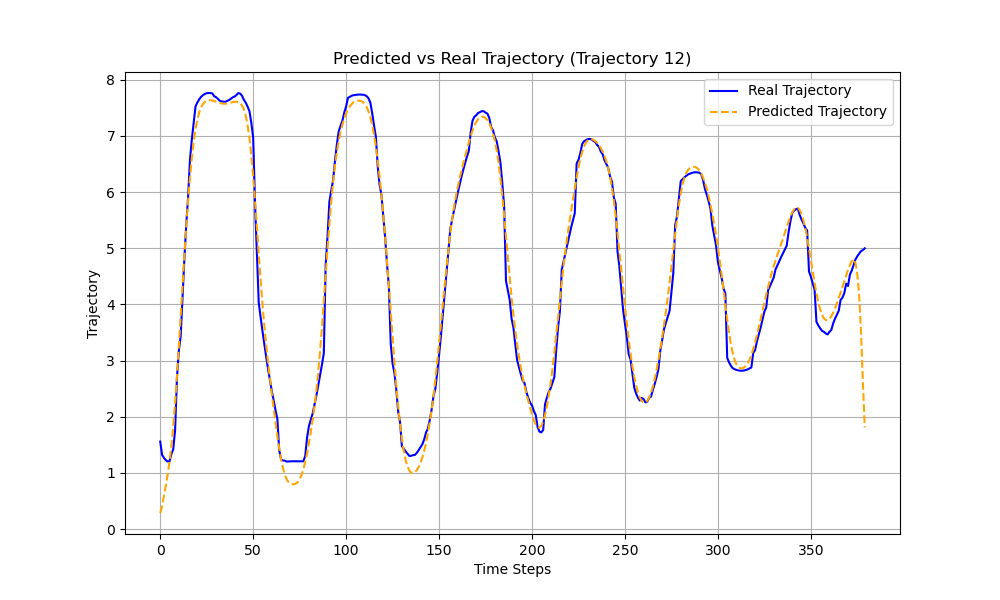 Predicted vs Real Trajectory (Trajectory 12)
Real Trajectory
Predicted Trajectory
8
7
6
5
4
3
2
1
0
Trajectory
0 50 100 150 200 250 300 350
Time Steps